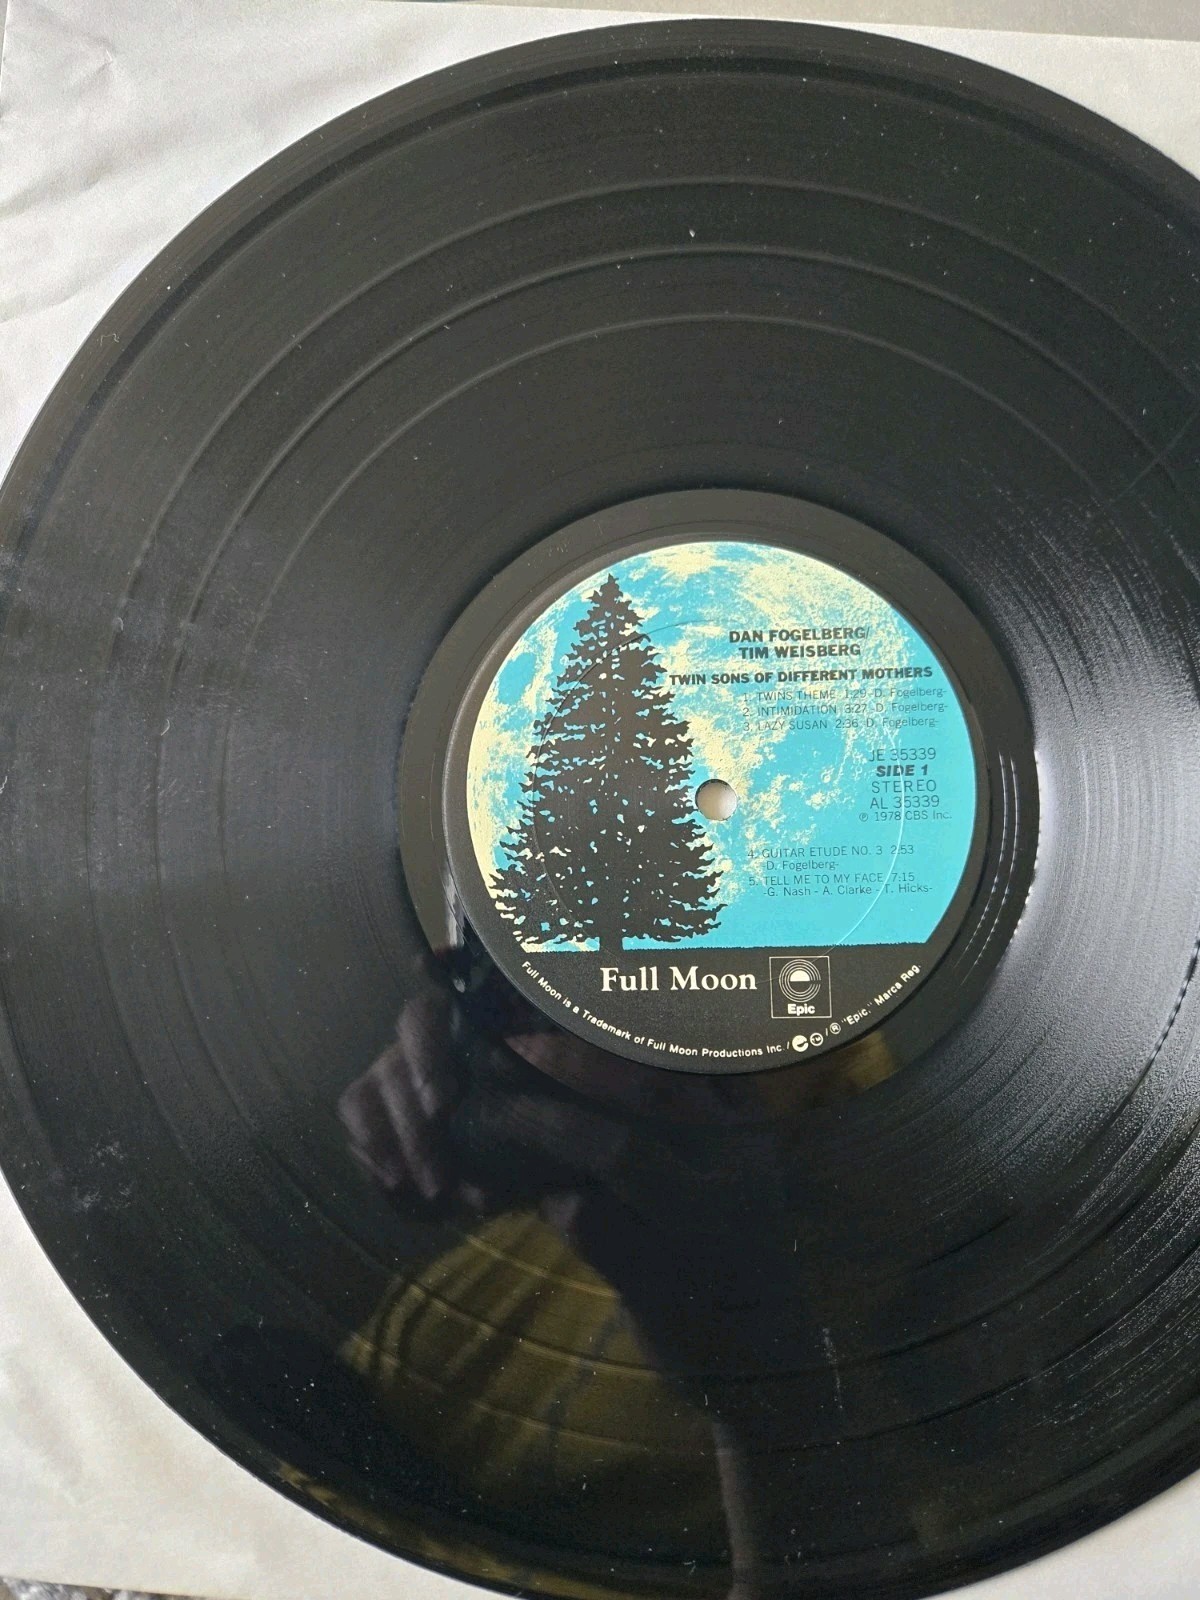 DAN FOGELBERG/
TIM WEISBERG
TWIN SONS OF DIFFERENT MOTHERS
1. TWINS THEME 1:29 -D. Fogelberg-
2. INTIMIDATION 3:27 -D. Fogelberg-
3. LAZY SUSAN 2:36 -D. Fogelberg-
JE 35339
SIDE 1
STEREO
AL 35339
℗ 1978 CBS Inc.
4. GUITAR ETUDE NO. 3 2:53
-D. Fogelberg-
5. TELL ME TO MY FACE 7:15
-G. Nash - A. Clarke - T. Hicks-
Full Moon
Epic
Full Moon is a Trademark of Full Moon Productions Inc. / e TM / ® "Epic," Marca Reg.